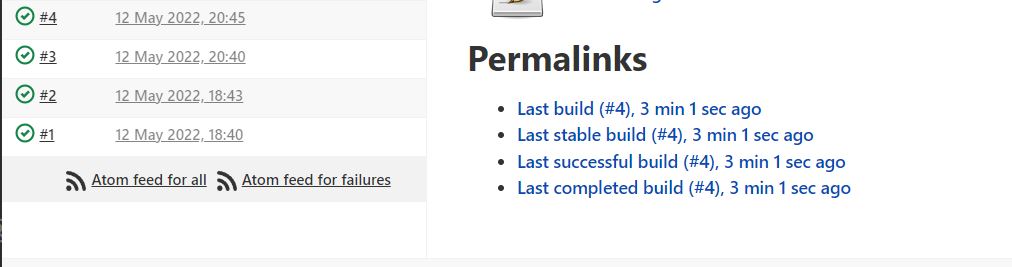 #4 12 May 2022, 20:45
#3 12 May 2022, 20:40
#2 12 May 2022, 18:43
#1 12 May 2022, 18:40
Atom feed for all Atom feed for failures
Permalinks
Last build (#4), 3 min 1 sec ago
Last stable build (#4), 3 min 1 sec ago
Last successful build (#4), 3 min 1 sec ago
Last completed build (#4), 3 min 1 sec ago